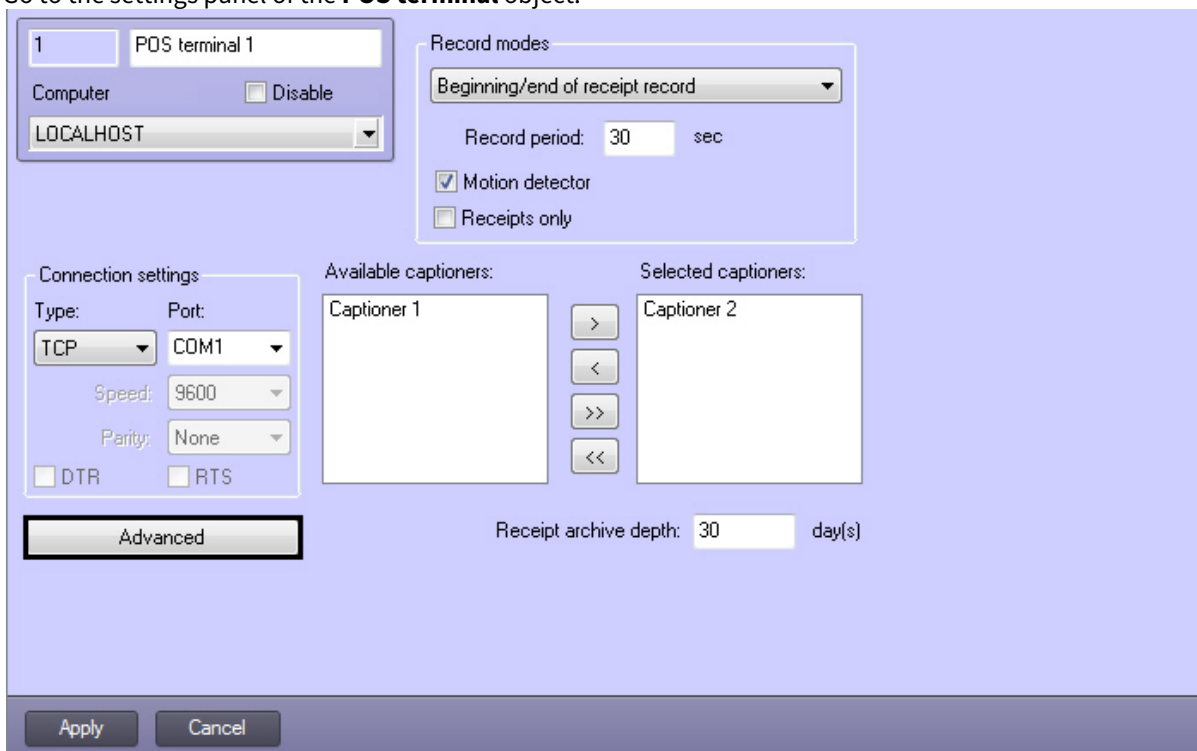 Go to the settings panel of the POS terminal object.
1 POS terminal 1
Computer Disable
LOCALHOST
Record modes
Beginning/end of receipt record
Record period: 30 sec
Motion detector
Receipts only
Connection settings
Type: Port:
TCP COM1
Speed: 9600
Parity: None
DTR RTS
Available captioners:
Captioner 1
>
<
>>
<<
Selected captioners:
Captioner 2
Advanced
Receipt archive depth: 30 day(s)
Apply Cancel